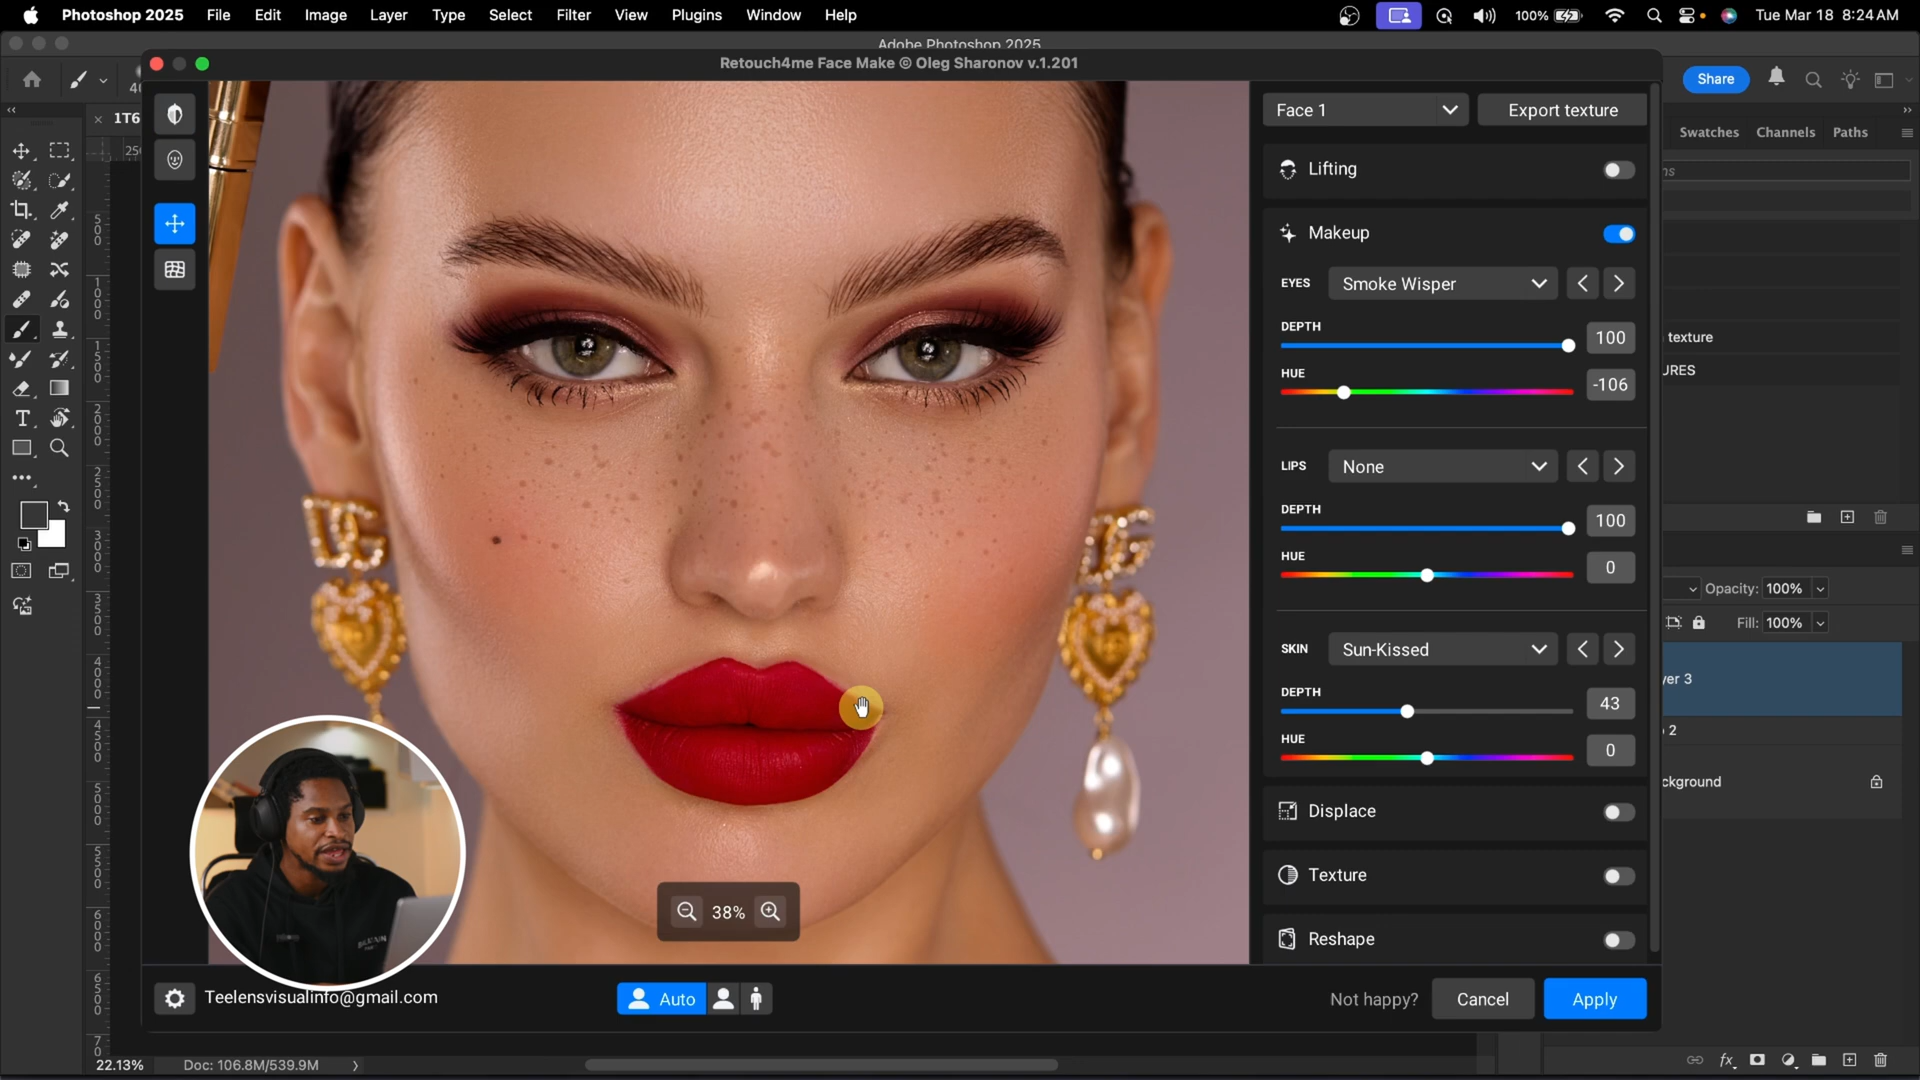 Photoshop 2025 File Edit Image Layer Type Select Filter View Plugins Window Help
100% Tue Mar 18 8:24 AM
Adobe Photoshop 2025
Retouch4me Face Make © Oleg Sharonov v.1.201
Share
1T6
Face 1
Export texture
Swatches Channels Paths
Lifting
Makeup
EYES Smoke Wisper
DEPTH 100
HUE -106
texture
LIPS None
DEPTH 100
HUE 0
Opacity: 100%
Fill: 100%
SKIN Sun-Kissed
DEPTH 43
HUE 0
Displace
Texture
Reshape
38%
Teelensvisualinfo@gmail.com
Auto
Not happy?
Cancel
Apply
22.13% Doc: 106.8M/539.9M